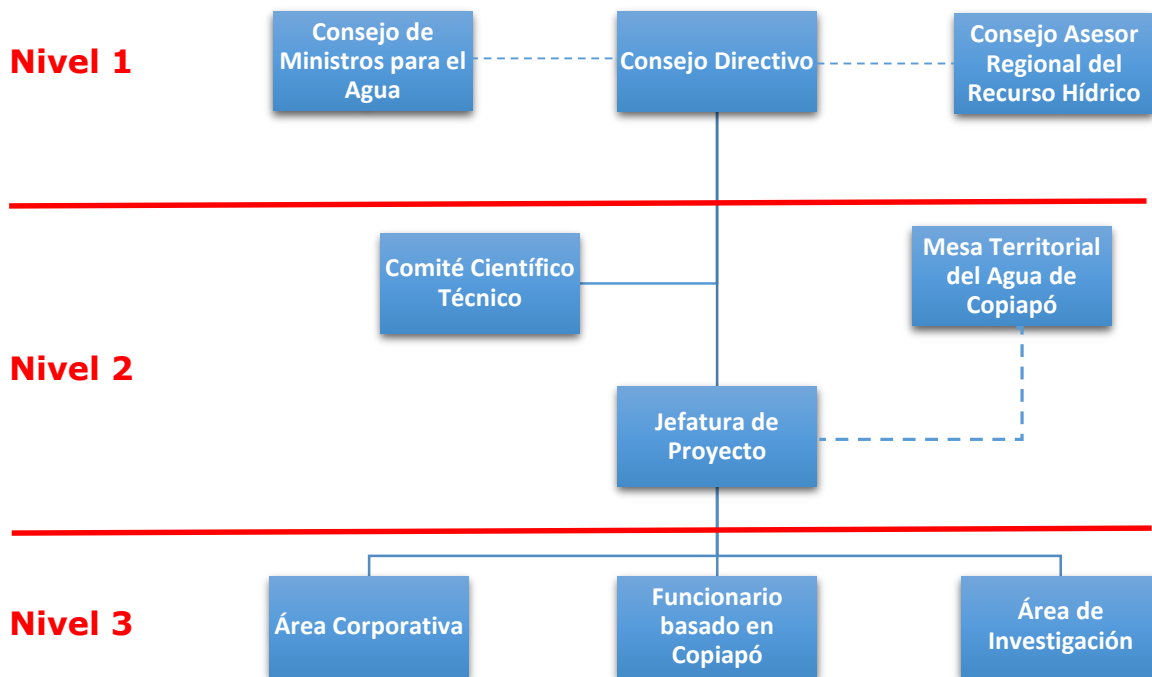 Nivel 1
Consejo de
Ministros para el
Agua
Consejo Directivo
Consejo Asesor
Regional del
Recurso Hídrico
Nivel 2
Comité Científico
Técnico
Mesa Territorial
del Agua de
Copiapó
Jefatura de
Proyecto
Nivel 3
Área Corporativa
Funcionario
basado en
Copiapó
Área de
Investigación